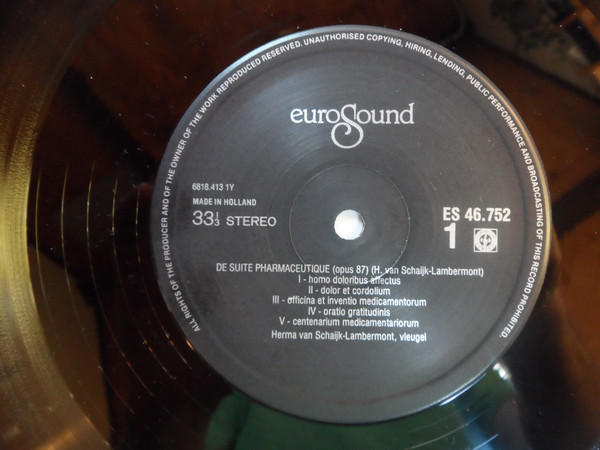 ALL RIGHTS OF THE PRODUCER AND OF THE OWNER OF THE WORK REPRODUCED RESERVED. UNAUTHORISED COPYING, HIRING, LENDING, PUBLIC PERFORMANCE AND BROADCASTING OF THIS RECORD PROHIBITED.
euroSound
6818.413 1Y
MADE IN HOLLAND
33⅓ STEREO
ES 46.752
1
DE SUITE PHARMACEUTIQUE (opus 87) (H. van Schaijk-Lambermont)
I - homo doloribus affectus
II - dolor et cordolium
III - officina et inventio medicamentorum
IV - oratio gratitudinis
V - centenarium medicamentariorum
Herma van Schaijk-Lambermont, vleugel